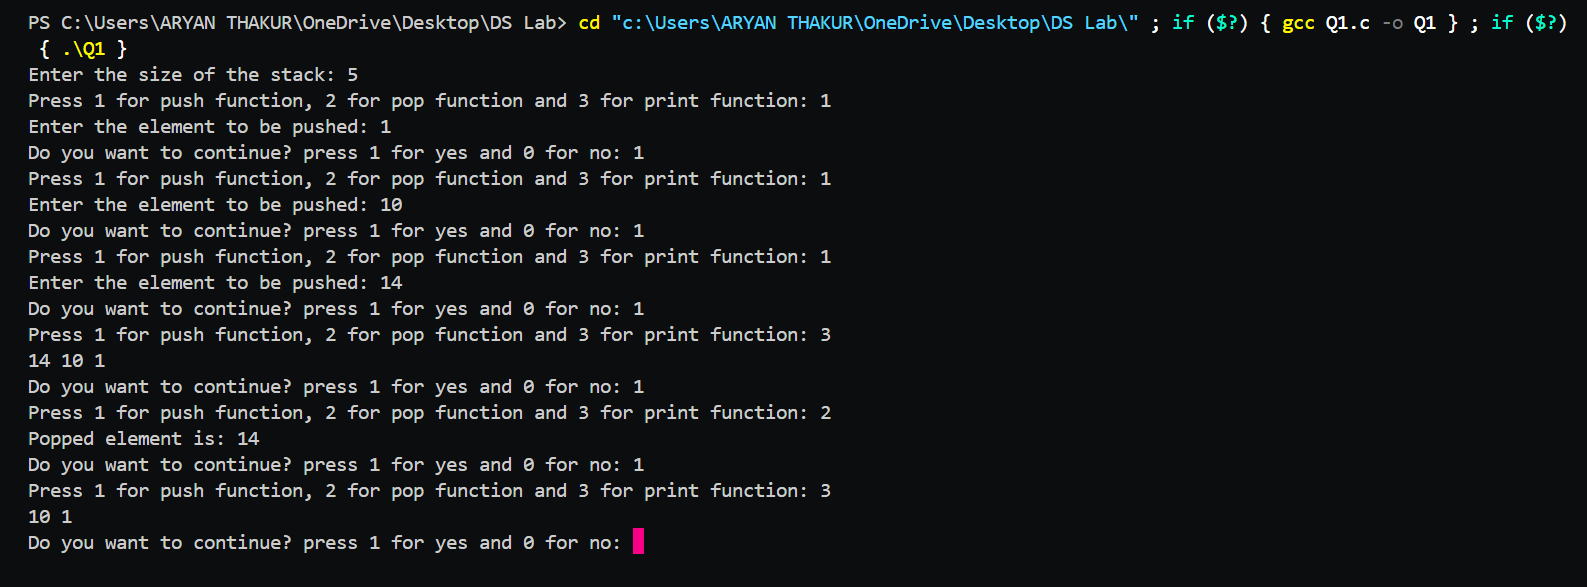 PS C:\Users\ARYAN THAKUR\OneDrive\Desktop\DS Lab> cd "c:\Users\ARYAN THAKUR\OneDrive\Desktop\DS Lab\" ; if ($?) { gcc Q1.c -o Q1 } ; if ($?)
 { .\Q1 }
Enter the size of the stack: 5
Press 1 for push function, 2 for pop function and 3 for print function: 1
Enter the element to be pushed: 1
Do you want to continue? press 1 for yes and 0 for no: 1
Press 1 for push function, 2 for pop function and 3 for print function: 1
Enter the element to be pushed: 10
Do you want to continue? press 1 for yes and 0 for no: 1
Press 1 for push function, 2 for pop function and 3 for print function: 1
Enter the element to be pushed: 14
Do you want to continue? press 1 for yes and 0 for no: 1
Press 1 for push function, 2 for pop function and 3 for print function: 3
14 10 1
Do you want to continue? press 1 for yes and 0 for no: 1
Press 1 for push function, 2 for pop function and 3 for print function: 2
Popped element is: 14
Do you want to continue? press 1 for yes and 0 for no: 1
Press 1 for push function, 2 for pop function and 3 for print function: 3
10 1
Do you want to continue? press 1 for yes and 0 for no: